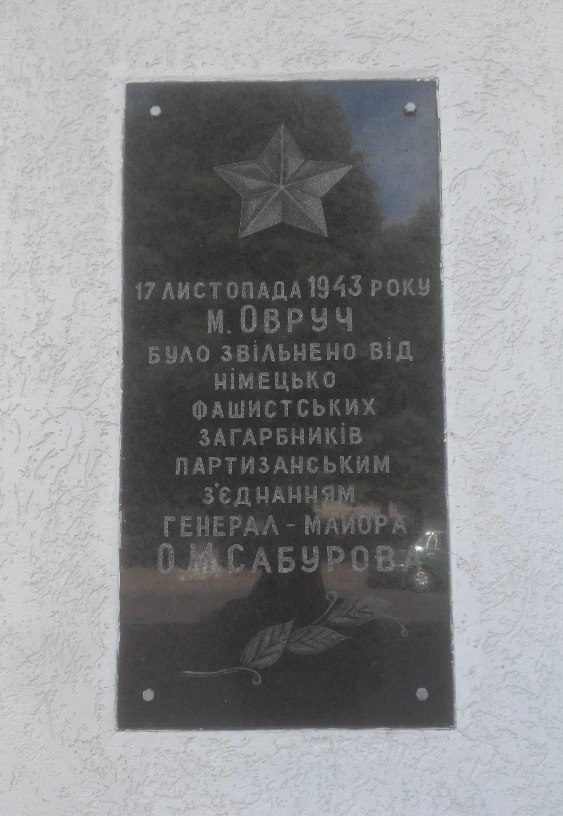 17 ЛИСТОПАДА 1943 РОКУ
М. ОВРУЧ
БУЛО ЗВІЛЬНЕНО ВІД
НІМЕЦЬКО
ФАШИСТСЬКИХ
ЗАГАРБНИКІВ
ПАРТИЗАНСЬКИМ
З'ЄДНАННЯМ
ГЕНЕРАЛ - МАЙОРА
О.М.САБУРОВА